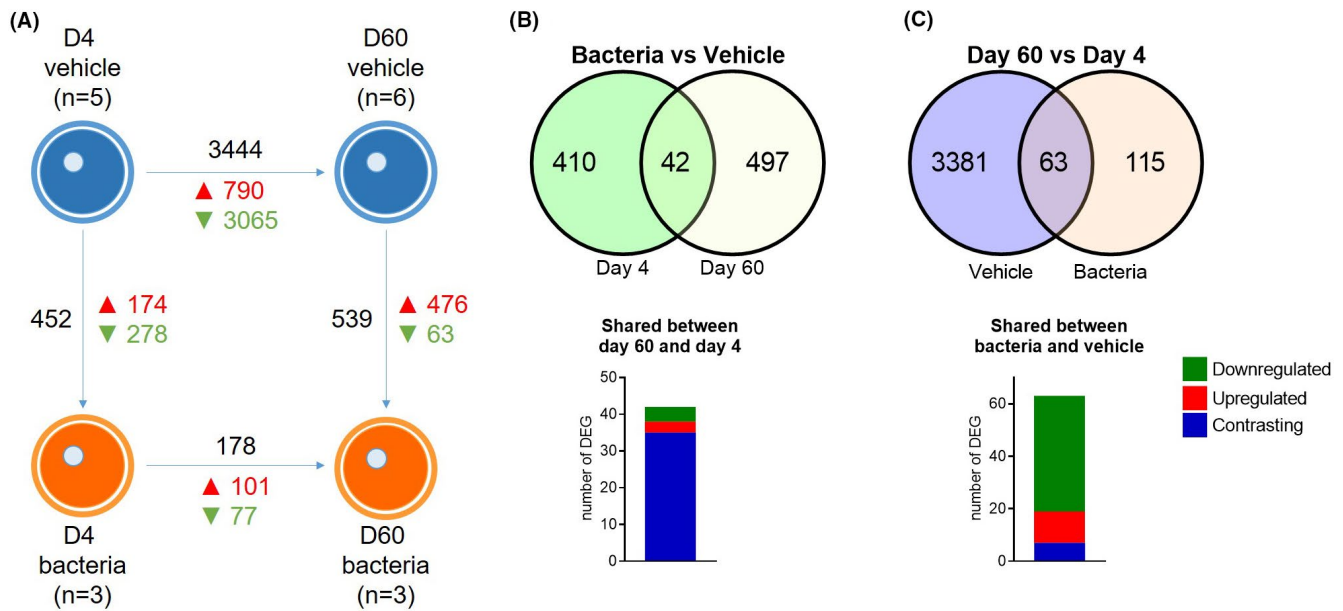 (A)
D4
vehicle
(n=5)
D60
vehicle
(n=6)
3444
▲ 790
▼ 3065
452
▲ 174
▼ 278
539
▲ 476
▼ 63
178
▲ 101
▼ 77
D4
bacteria
(n=3)
D60
bacteria
(n=3)
(B)
Bacteria vs Vehicle
410
42
497
Day 4
Day 60
Shared between
day 60 and day 4
number of DEG
50
40
30
20
10
0
(C)
Day 60 vs Day 4
3381
63
115
Vehicle
Bacteria
Shared between
bacteria and vehicle
number of DEG
60
40
20
0
Downregulated
Upregulated
Contrasting